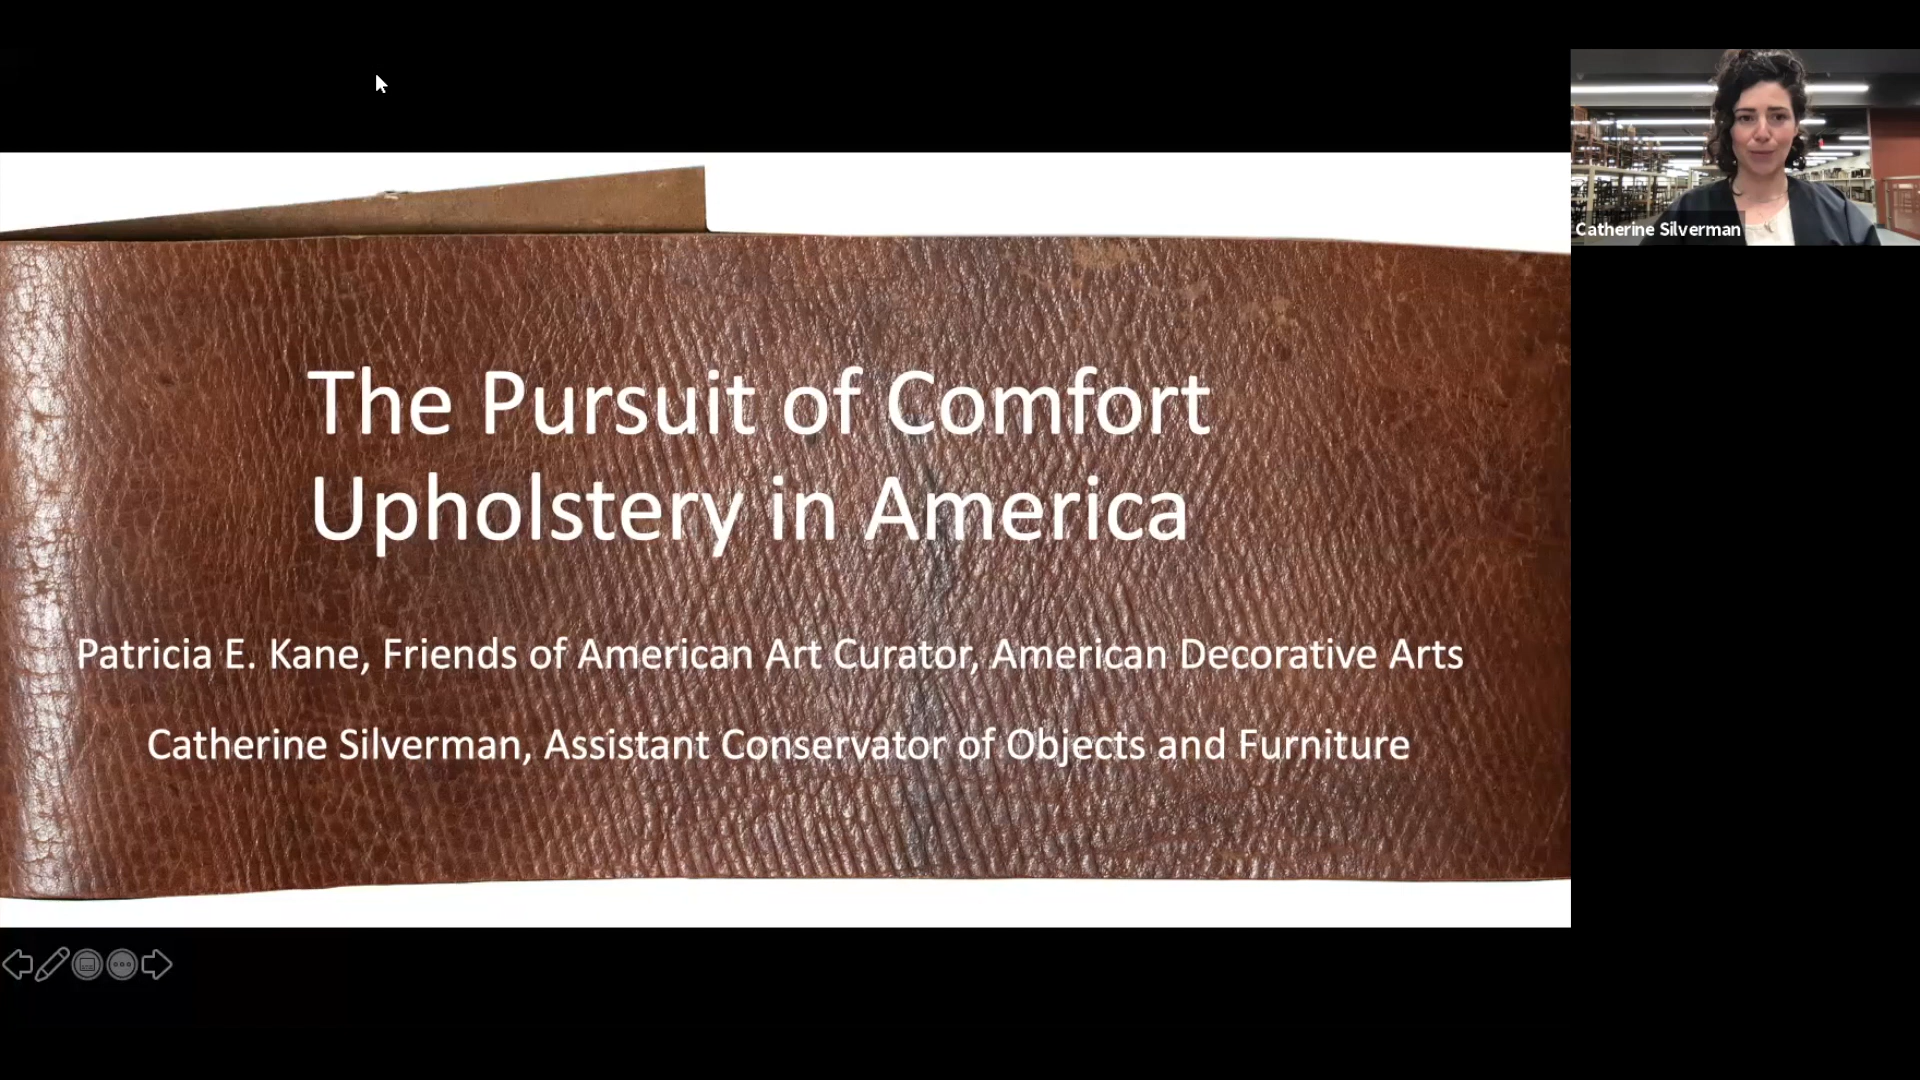 Catherine Silverman
The Pursuit of Comfort
Upholstery in America
Patricia E. Kane, Friends of American Art Curator, American Decorative Arts
Catherine Silverman, Assistant Conservator of Objects and Furniture